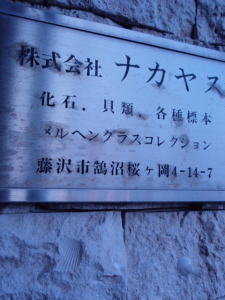 株式会社 ナカヤス
化石．貝類、各種標本
メルヘングラスコレクション
藤沢市鵠沼桜ヶ岡4-14-7